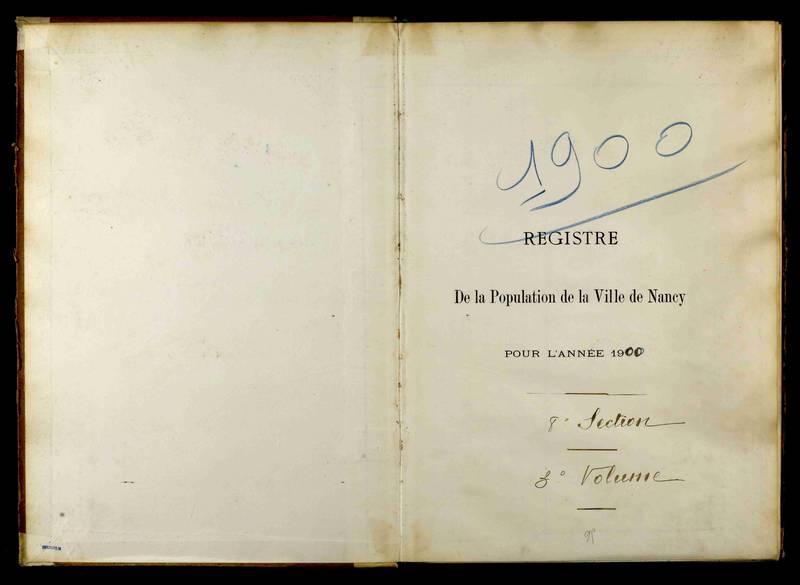 1900
REGISTRE
De la Population de la Ville de Nancy
POUR L'ANNÉE 1900
8e Section
3e Volume